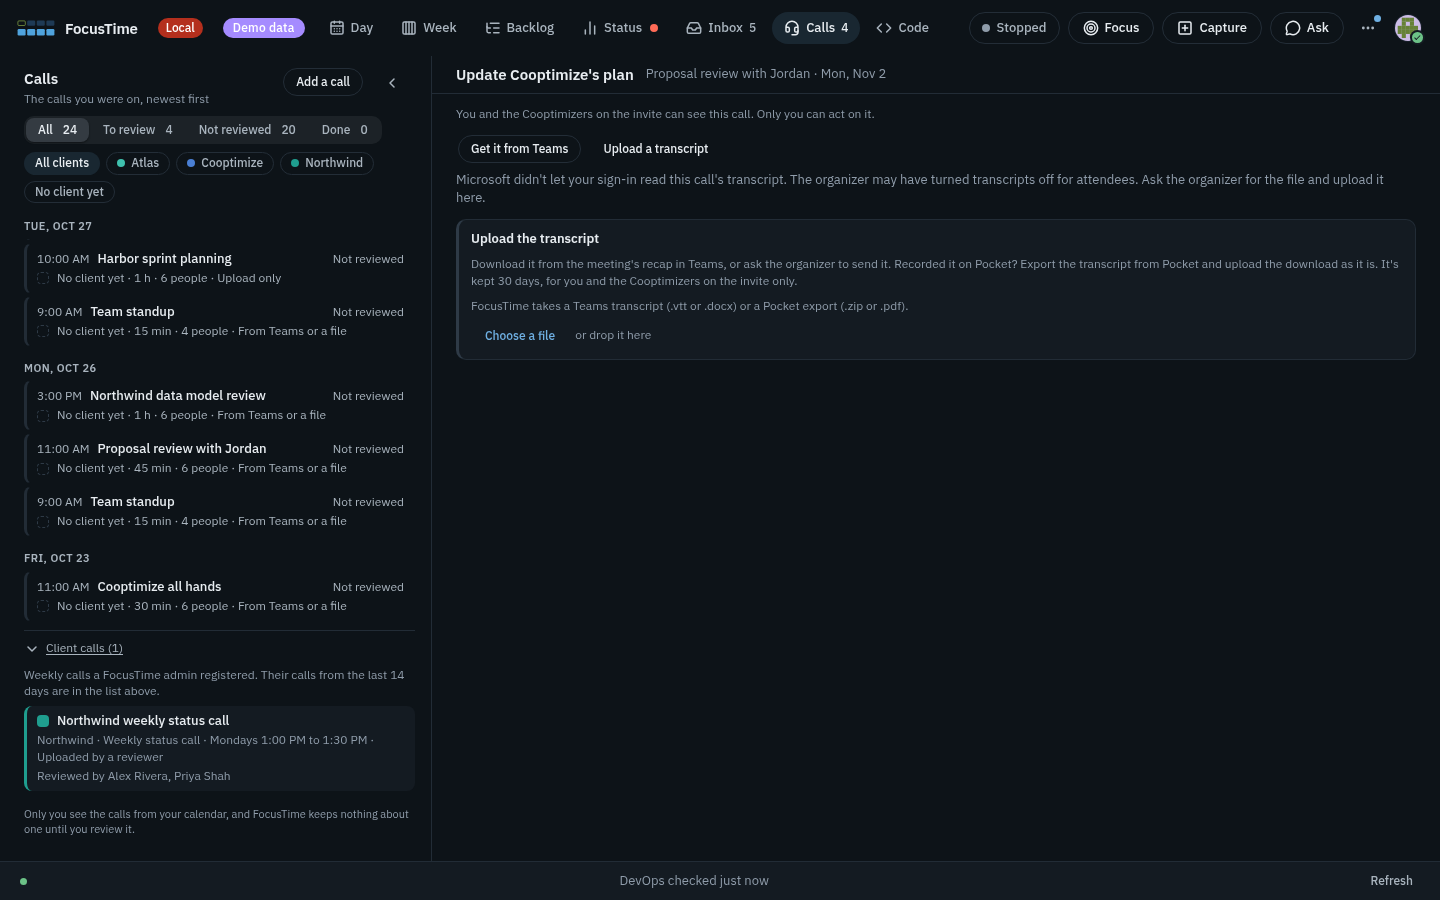 FocusTime
Local
Demo data
Day
Week
Backlog
Status
Inbox 5
Calls 4
Code
Stopped
Focus
Capture
Ask
Calls
The calls you were on, newest first
Add a call
All 24
To review 4
Not reviewed 20
Done 0
All clients
Atlas
Cooptimize
Northwind
No client yet
TUE, OCT 27
10:00 AM Harbor sprint planning Not reviewed
No client yet · 1 h · 6 people · Upload only
9:00 AM Team standup Not reviewed
No client yet · 15 min · 4 people · From Teams or a file
MON, OCT 26
3:00 PM Northwind data model review Not reviewed
No client yet · 1 h · 6 people · From Teams or a file
11:00 AM Proposal review with Jordan Not reviewed
No client yet · 45 min · 6 people · From Teams or a file
9:00 AM Team standup Not reviewed
No client yet · 15 min · 4 people · From Teams or a file
FRI, OCT 23
11:00 AM Cooptimize all hands Not reviewed
No client yet · 30 min · 6 people · From Teams or a file
Client calls (1)
Weekly calls a FocusTime admin registered. Their calls from the last 14
days are in the list above.
Northwind weekly status call
Northwind · Weekly status call · Mondays 1:00 PM to 1:30 PM ·
Uploaded by a reviewer
Reviewed by Alex Rivera, Priya Shah
Only you see the calls from your calendar, and FocusTime keeps nothing about
one until you review it.
Update Cooptimize's plan Proposal review with Jordan · Mon, Nov 2
You and the Cooptimizers on the invite can see this call. Only you can act on it.
Get it from Teams
Upload a transcript
Microsoft didn't let your sign-in read this call's transcript. The organizer may have turned transcripts off for attendees. Ask the organizer for the file and upload it
here.
Upload the transcript
Download it from the meeting's recap in Teams, or ask the organizer to send it. Recorded it on Pocket? Export the transcript from Pocket and upload the download as it is. It's
kept 30 days, for you and the Cooptimizers on the invite only.
FocusTime takes a Teams transcript (.vtt or .docx) or a Pocket export (.zip or .pdf).
Choose a file or drop it here
DevOps checked just now
Refresh